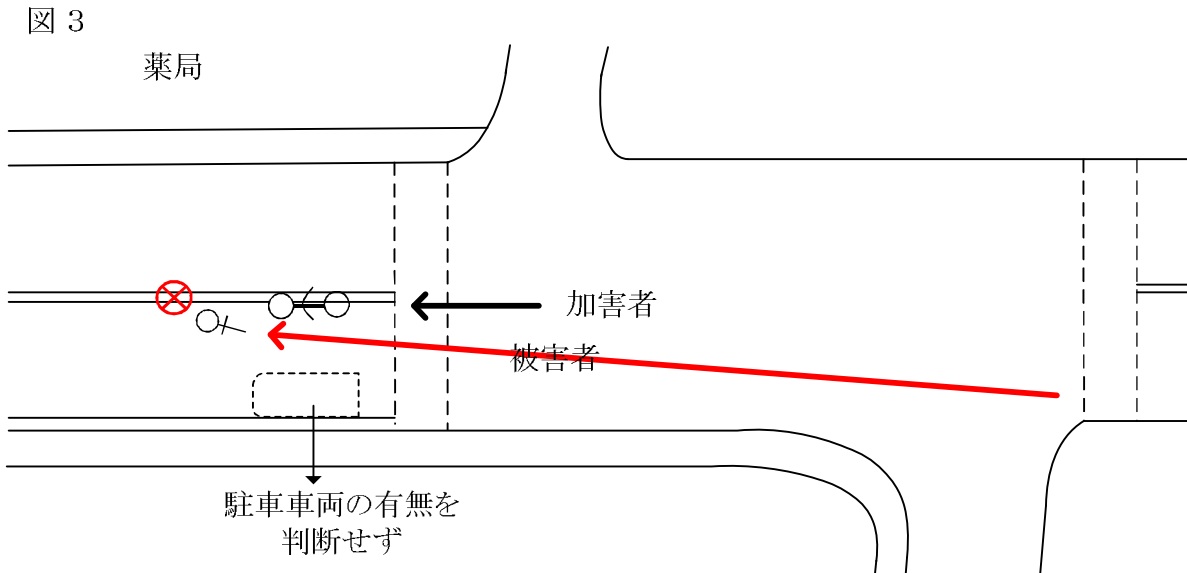 図3
薬局
加害者
被害者
駐車車両の有無を
判断せず